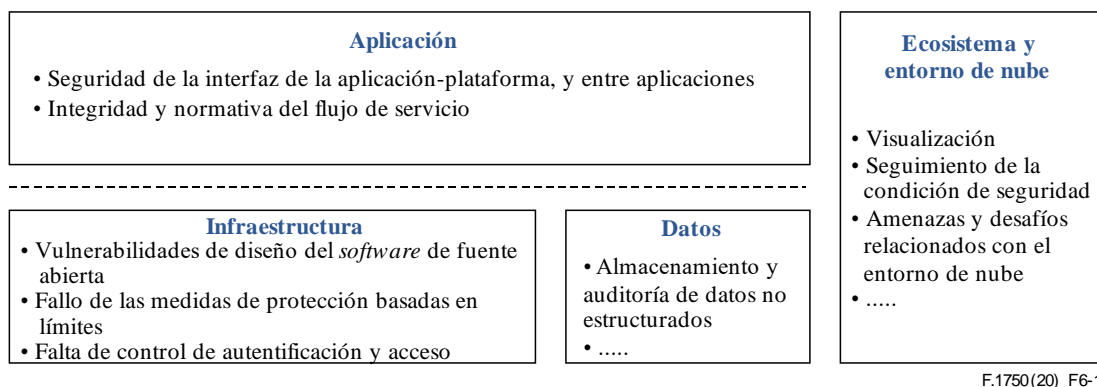 Aplicación
• Seguridad de la interfaz de la aplicación-plataforma, y entre aplicaciones
• Integridad y normativa del flujo de servicio
Infraestructura
• Vulnerabilidades de diseño del software de fuente
abierta
• Fallo de las medidas de protección basadas en
límites
• Falta de control de autentificación y acceso
Datos
• Almacenamiento y
auditoría de datos no
estructurados
• .....
Ecosistema y
entorno de nube
• Visualización
• Seguimiento de la
condición de seguridad
• Amenazas y desafíos
relacionados con el
entorno de nube
• .....
F.1750(20)_F6-1